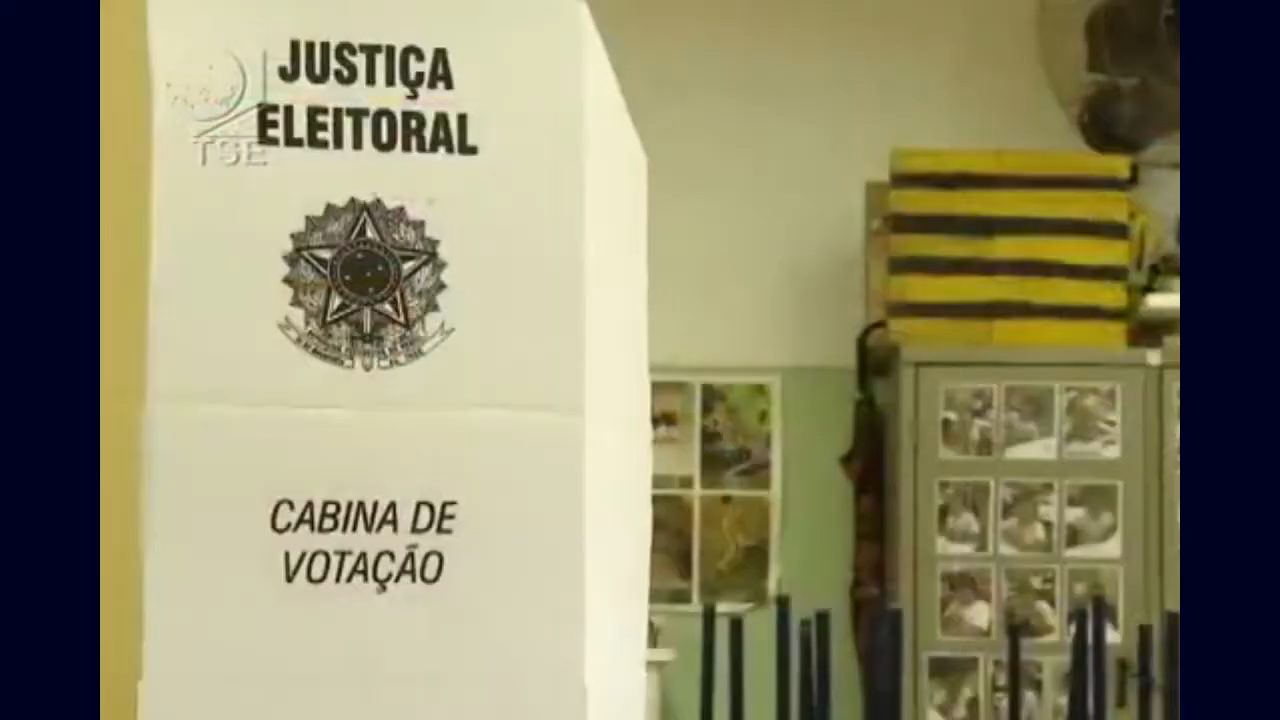 JUSTIÇA
ELEITORAL
TSE
CABINA DE
VOTAÇÃO